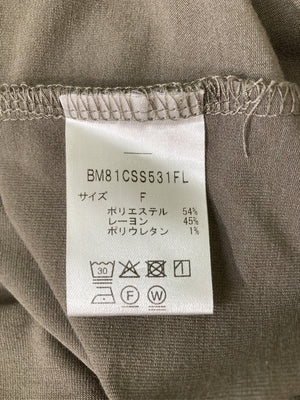 BM81CSS531FL
サイズ F
ポリエステル 54%
レーヨン 45%
ポリウレタン 1%
30
F W